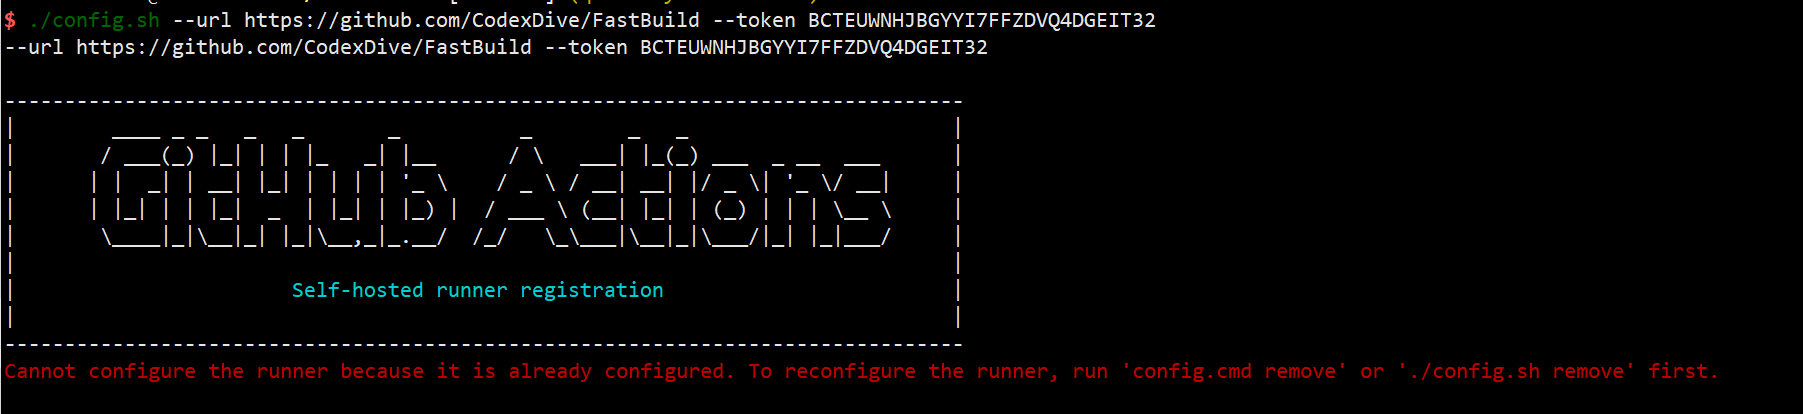 $ ./config.sh --url https://github.com/CodexDive/FastBuild --token BCTEUWNHJBGYYI7FFZDVQ4DGEIT32
--url https://github.com/CodexDive/FastBuild --token BCTEUWNHJBGYYI7FFZDVQ4DGEIT32
GitHub Actions
Self-hosted runner registration
Cannot configure the runner because it is already configured. To reconfigure the runner, run 'config.cmd remove' or './config.sh remove' first.